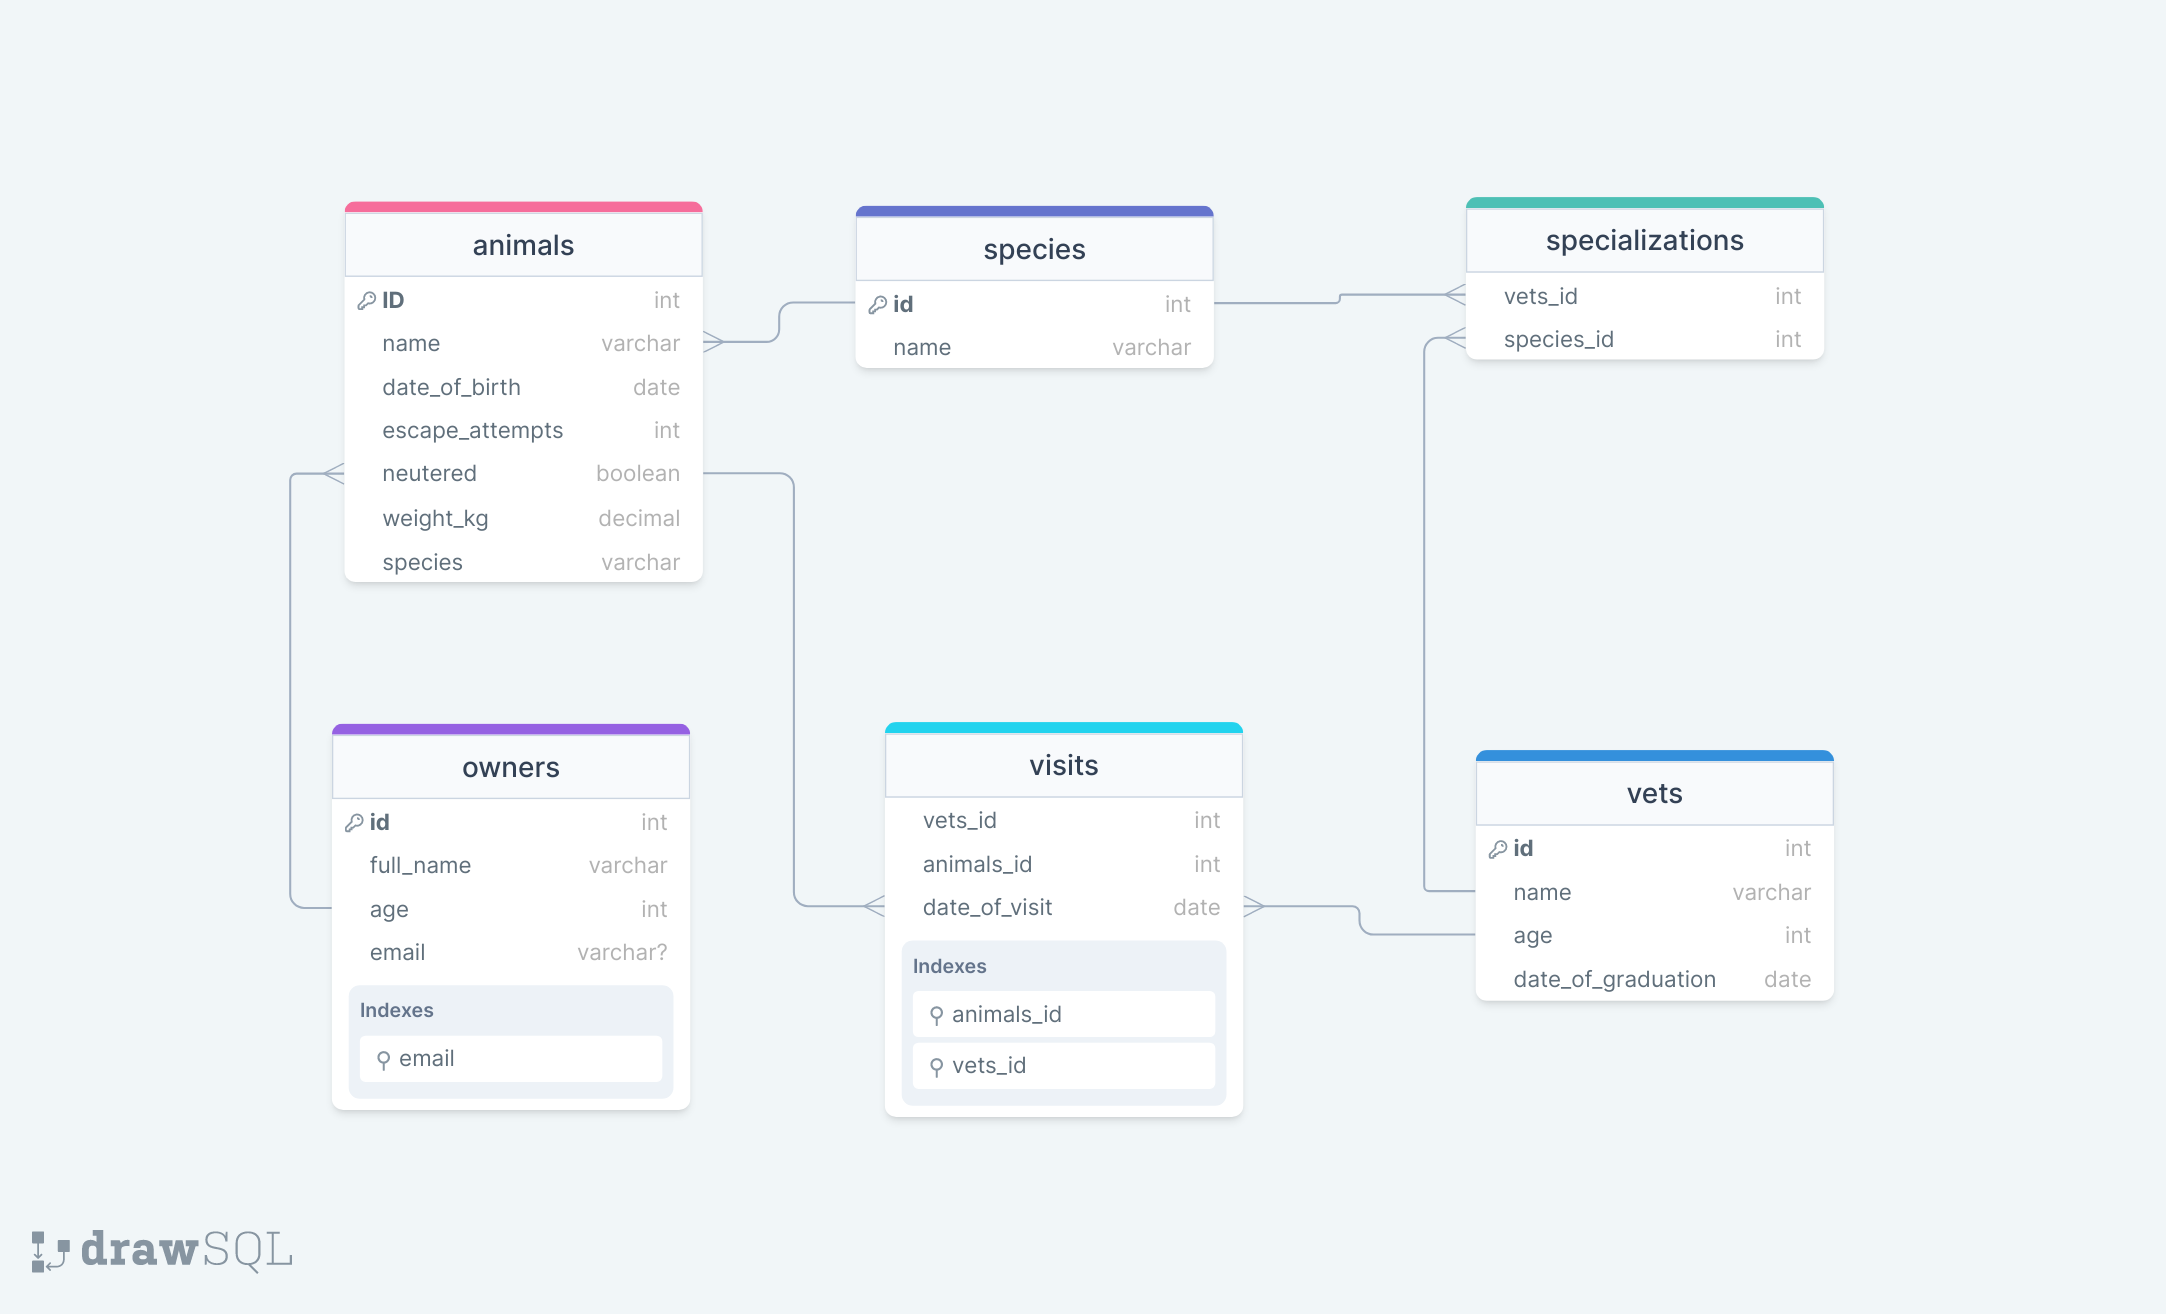 animals
ID int
name varchar
date_of_birth date
escape_attempts int
neutered boolean
weight_kg decimal
species varchar
species
id int
name varchar
specializations
vets_id int
species_id int
owners
id int
full_name varchar
age int
email varchar?
Indexes
email
visits
vets_id int
animals_id int
date_of_visit date
Indexes
animals_id
vets_id
vets
id int
name varchar
age int
date_of_graduation date
drawSQL